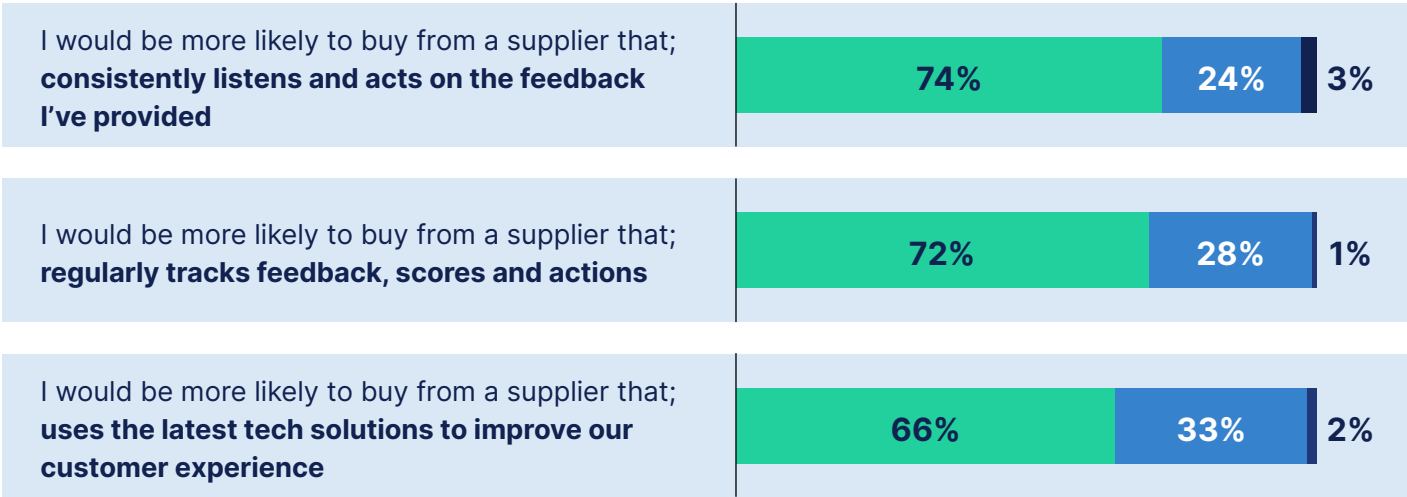 I would be more likely to buy from a supplier that;
consistently listens and acts on the feedback
I’ve provided
74% 24% 3%
I would be more likely to buy from a supplier that;
regularly tracks feedback, scores and actions
72% 28% 1%
I would be more likely to buy from a supplier that;
uses the latest tech solutions to improve our
customer experience
66% 33% 2%